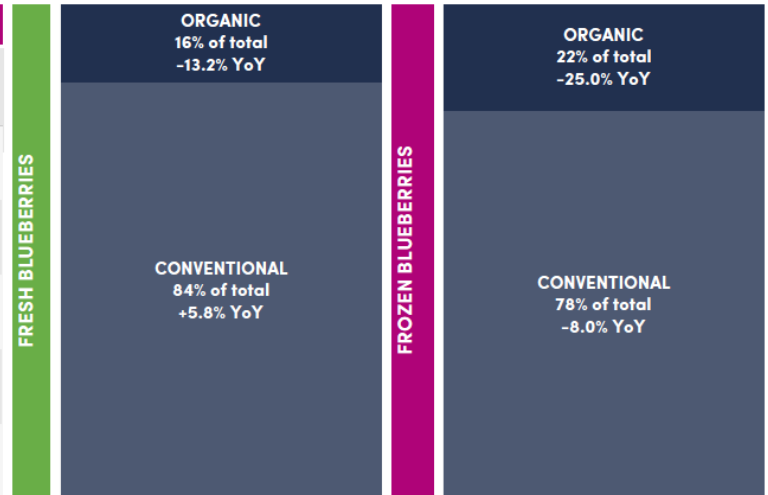 FRESH BLUEBERRIES
ORGANIC
16% of total
-13.2% YoY
CONVENTIONAL
84% of total
+5.8% YoY
FROZEN BLUEBERRIES
ORGANIC
22% of total
-25.0% YoY
CONVENTIONAL
78% of total
-8.0% YoY